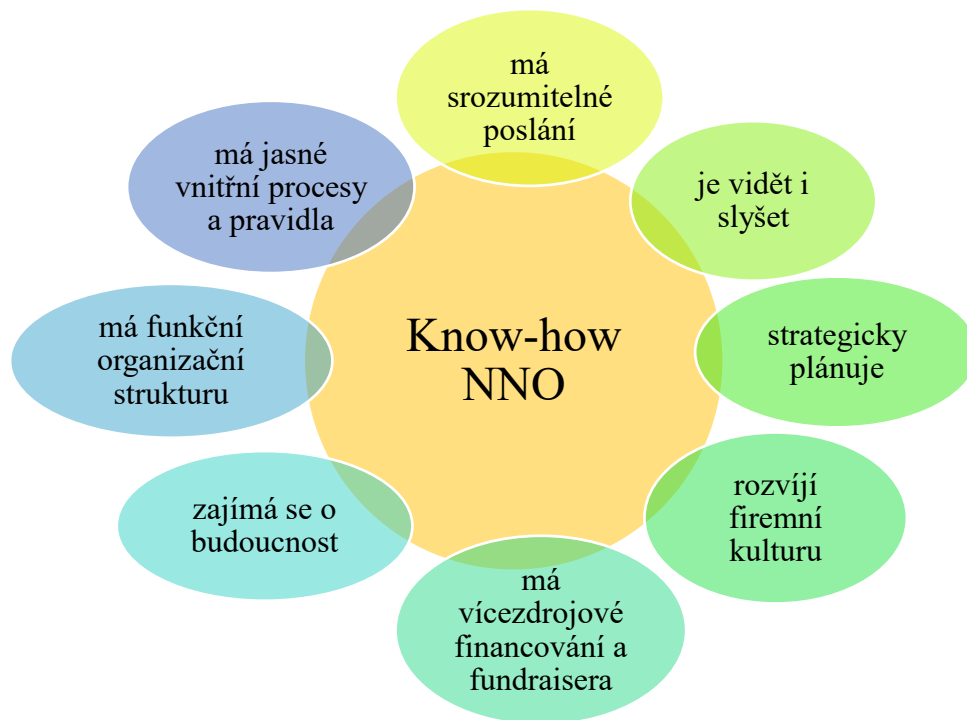 má
srozumitelné
poslání
je vidět i
slyšet
strategicky
plánuje
rozvíjí
firemní
kulturu
má
vícezdrojové
financování a
fundraisera
zajímá se o
budoucnost
má funkční
organizační
strukturu
má jasné
vnitřní procesy
a pravidla
Know-how
NNO